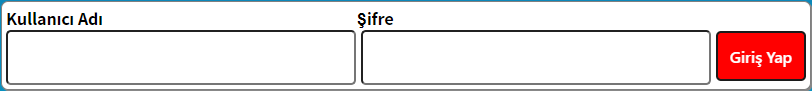 Kullanıcı Adı Şifre
Giriş Yap